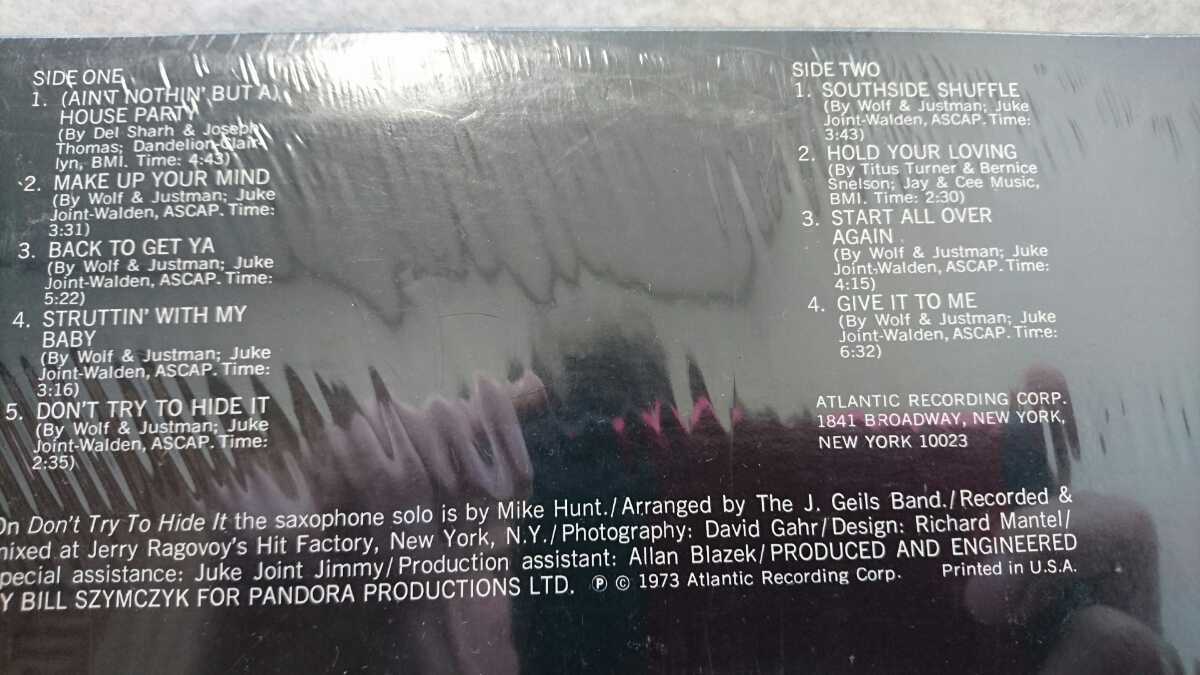 SIDE ONE
1. (AIN'T NOTHIN' BUT A)
HOUSE PARTY
(By Del Sharh & Joseph
Thomas; Dandelion-Clair-
lyn, BMI. Time: 4:43)
2. MAKE UP YOUR MIND
(By Wolf & Justman; Juke
Joint-Walden, ASCAP. Time:
3:31)
3. BACK TO GET YA
(By Wolf & Justman; Juke
Joint-Walden, ASCAP. Time:
5:22)
4. STRUTTIN' WITH MY
BABY
(By Wolf & Justman; Juke
Joint-Walden, ASCAP. Time:
3:16)
5. DON'T TRY TO HIDE IT
(By Wolf & Justman; Juke
Joint-Walden, ASCAP. Time:
2:35)
SIDE TWO
1. SOUTHSIDE SHUFFLE
(By Wolf & Justman; Juke
Joint-Walden, ASCAP. Time:
3:43)
2. HOLD YOUR LOVING
(By Titus Turner & Bernice
Snelson; Jay & Cee Music,
BMI. Time: 2:30)
3. START ALL OVER
AGAIN
(By Wolf & Justman; Juke
Joint-Walden, ASCAP. Time:
4:15)
4. GIVE IT TO ME
(By Wolf & Justman; Juke
Joint-Walden, ASCAP. Time:
6:32)
ATLANTIC RECORDING CORP.
1841 BROADWAY, NEW YORK,
NEW YORK 10023
On Don't Try To Hide It the saxophone solo is by Mike Hunt./Arranged by The J. Geils Band./Recorded &
mixed at Jerry Ragovoy's Hit Factory, New York, N.Y./Photography: David Gahr/Design: Richard Mantel/
pecial assistance: Juke Joint Jimmy/Production assistant: Allan Blazek/PRODUCED AND ENGINEERED
Y BILL SZYMCZYK FOR PANDORA PRODUCTIONS LTD. ℗ © 1973 Atlantic Recording Corp. Printed in U.S.A.